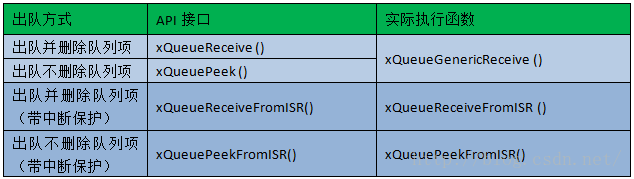 出队方式 API 接口 实际执行函数
出队并删除队列项 xQueueReceive ()
xQueueGenericReceive ()
出队不删除队列项 xQueuePeek ()
出队并删除队列项
（带中断保护） xQueueReceiveFromISR() xQueueReceiveFromISR ()
出队不删除队列项
（带中断保护） xQueuePeekFromISR() xQueuePeekFromISR()